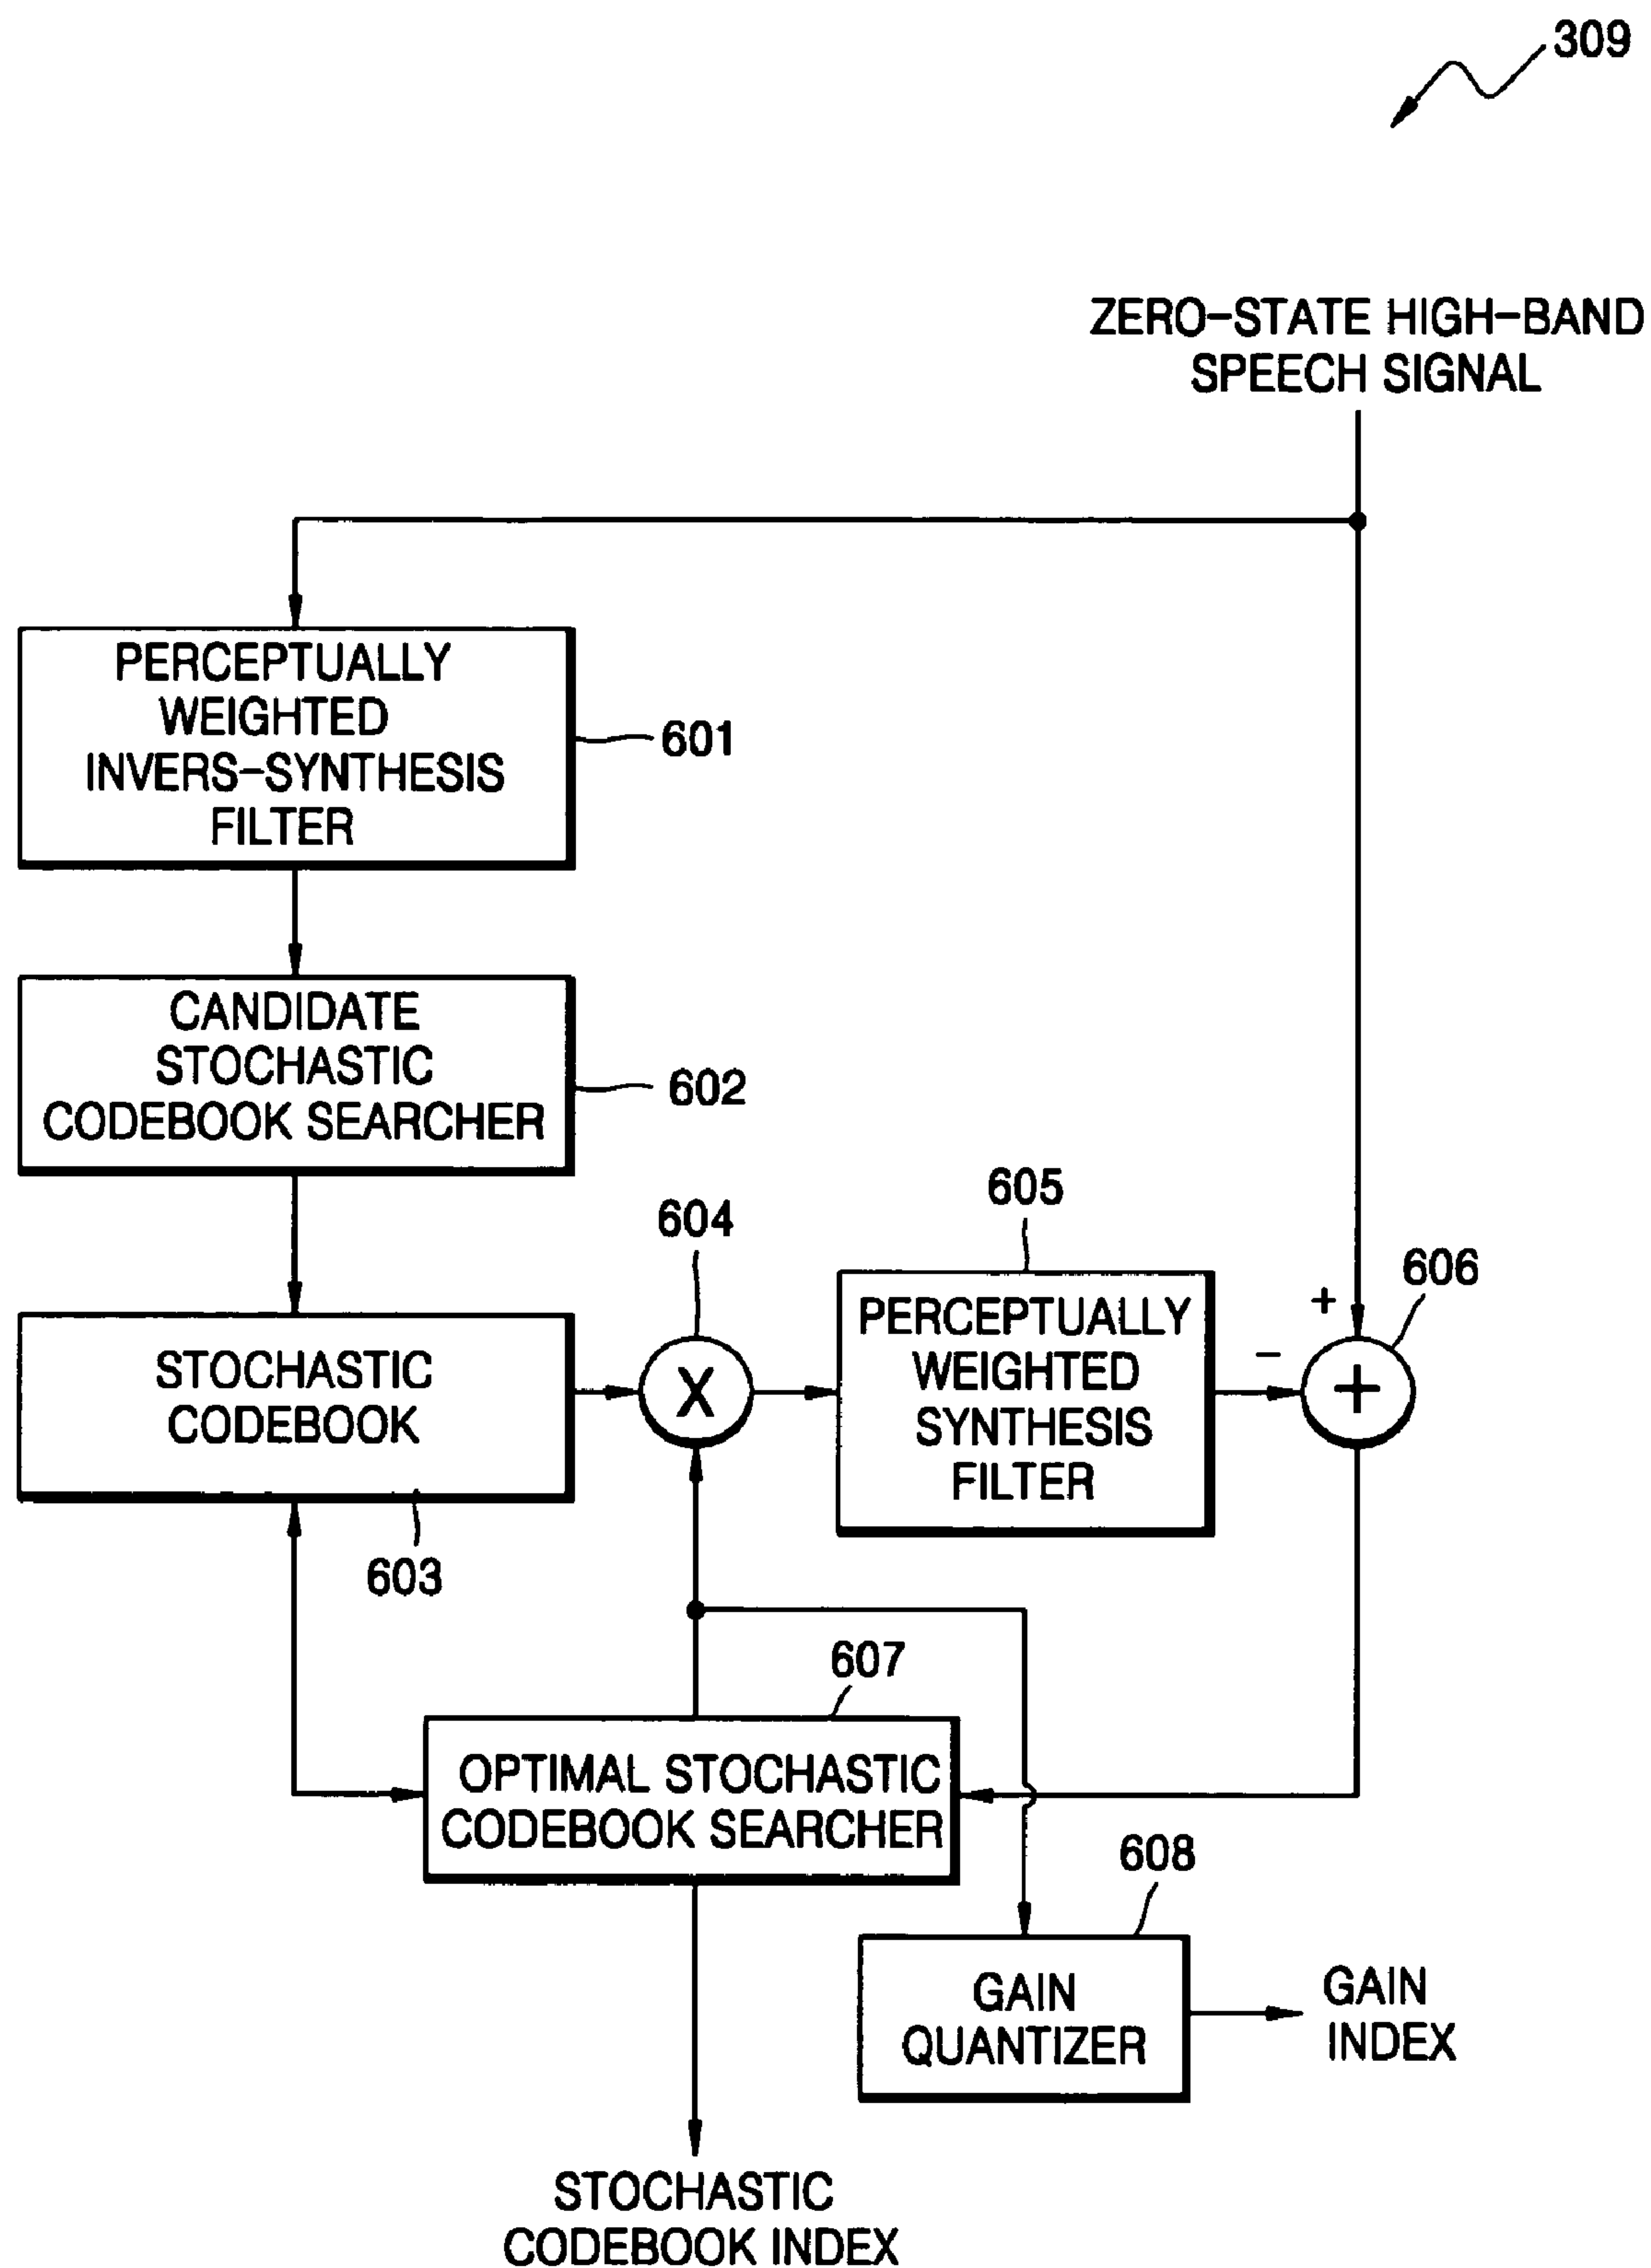 309
ZERO-STATE HIGH-BAND
SPEECH SIGNAL
PERCEPTUALLY
WEIGHTED
INVERS-SYNTHESIS
FILTER
601
CANDIDATE
STOCHASTIC
CODEBOOK SEARCHER
602
STOCHASTIC
CODEBOOK
603
604
X
605
PERCEPTUALLY
WEIGHTED
SYNTHESIS
FILTER
+
-
606
+
607
OPTIMAL STOCHASTIC
CODEBOOK SEARCHER
608
GAIN
QUANTIZER
GAIN
INDEX
STOCHASTIC
CODEBOOK INDEX